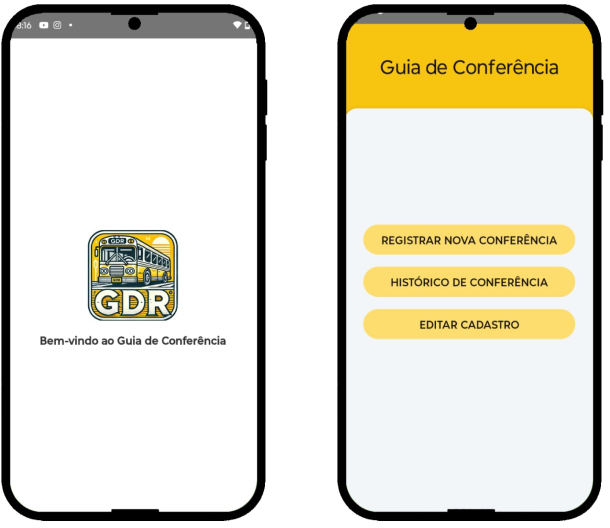 8:16
GDR
GDR
Bem-vindo ao Guia de Conferência
Guia de Conferência
REGISTRAR NOVA CONFERÊNCIA
HISTÓRICO DE CONFERÊNCIA
EDITAR CADASTRO